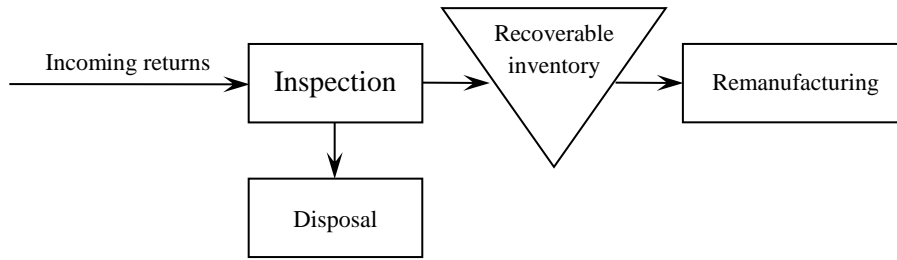 Incoming returns
Inspection
Recoverable
inventory
Remanufacturing
Disposal